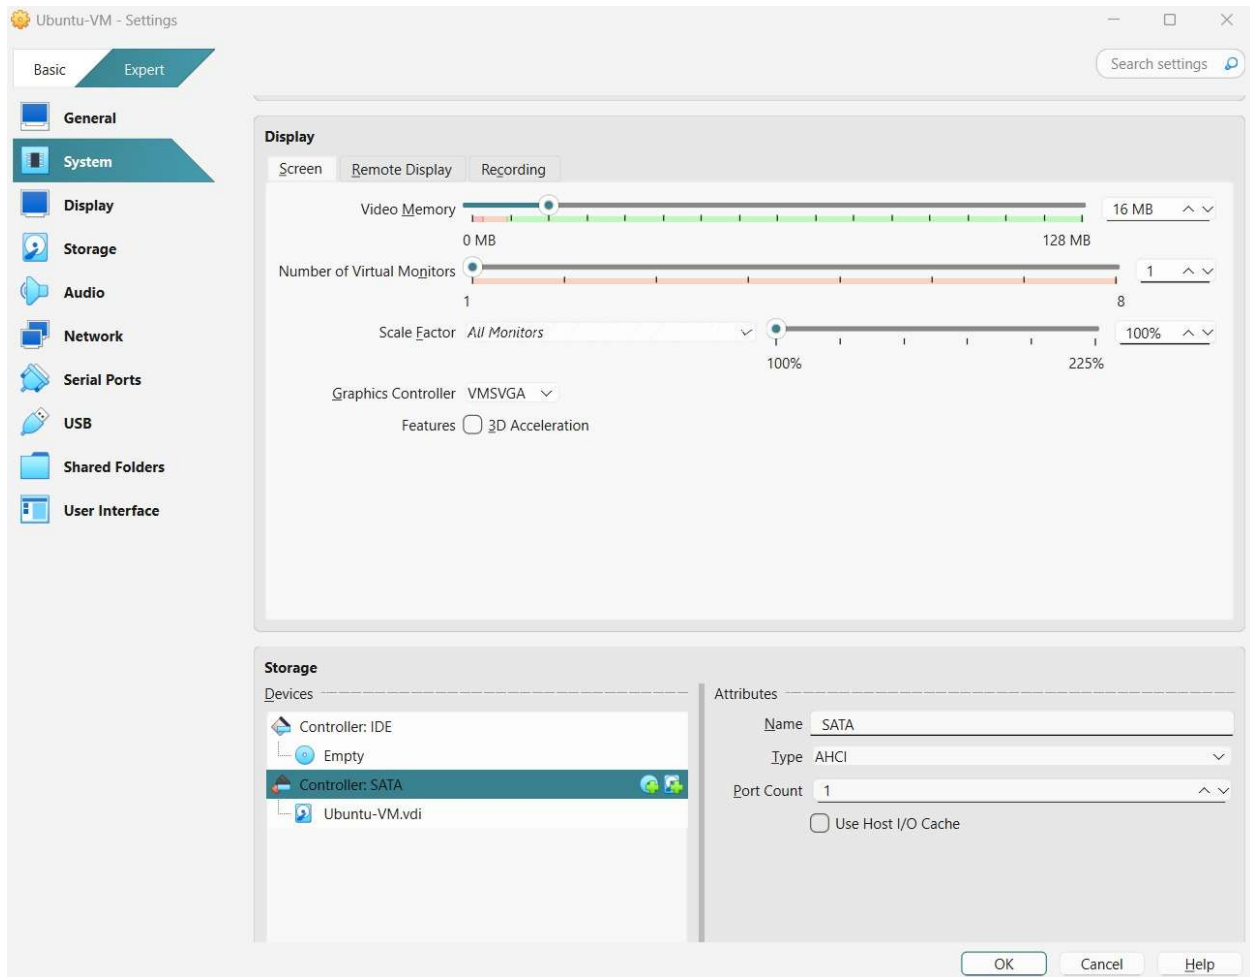 Ubuntu-VM - Settings
Basic
Expert
Search settings
General
System
Display
Storage
Audio
Network
Serial Ports
USB
Shared Folders
User Interface
Display
Screen Remote Display Recording
Video Memory 16 MB
0 MB 128 MB
Number of Virtual Monitors 1
1 8
Scale Factor All Monitors 100%
100% 225%
Graphics Controller VMSVGA
Features 3D Acceleration
Storage
Devices
Controller: IDE
Empty
Controller: SATA
Ubuntu-VM.vdi
Attributes
Name SATA
Type AHCI
Port Count 1
Use Host I/O Cache
OK Cancel Help